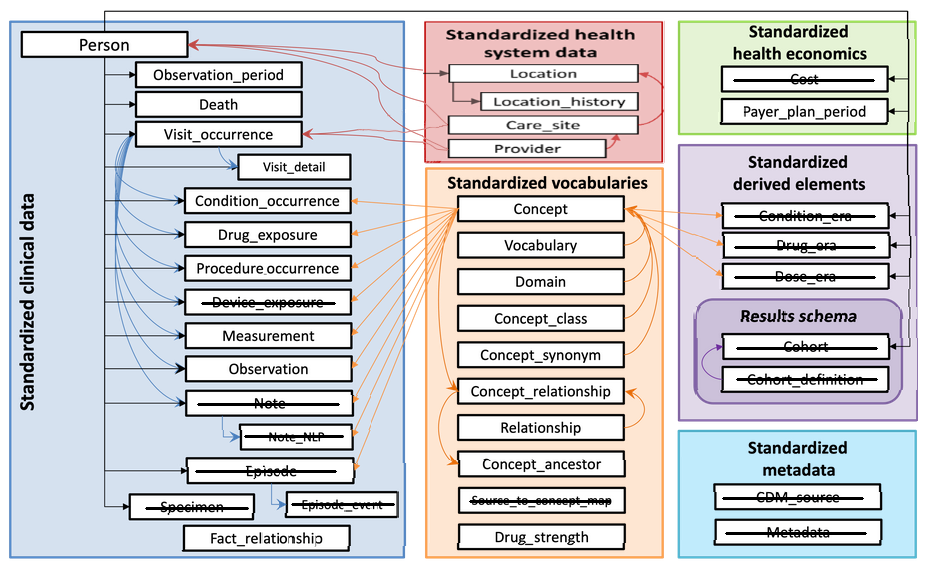 Standardized clinical data
Person
Observation_period
Death
Visit_occurrence
Visit_detail
Condition_occurrence
Drug_exposure
Procedure_occurrence
Device_exposure
Measurement
Observation
Note
Note_NLP
Episode
Specimen
Episode_event
Fact_relationship
Standardized health
system data
Location
Location_history
Care_site
Provider
Standardized vocabularies
Concept
Vocabulary
Domain
Concept_class
Concept_synonym
Concept_relationship
Relationship
Concept_ancestor
Source_to_concept_map
Drug_strength
Standardized
health economics
Cost
Payer_plan_period
Standardized
derived elements
Condition_era
Drug_era
Dose_era
Results schema
Cohort
Cohort_definition
Standardized
metadata
CDM_source
Metadata